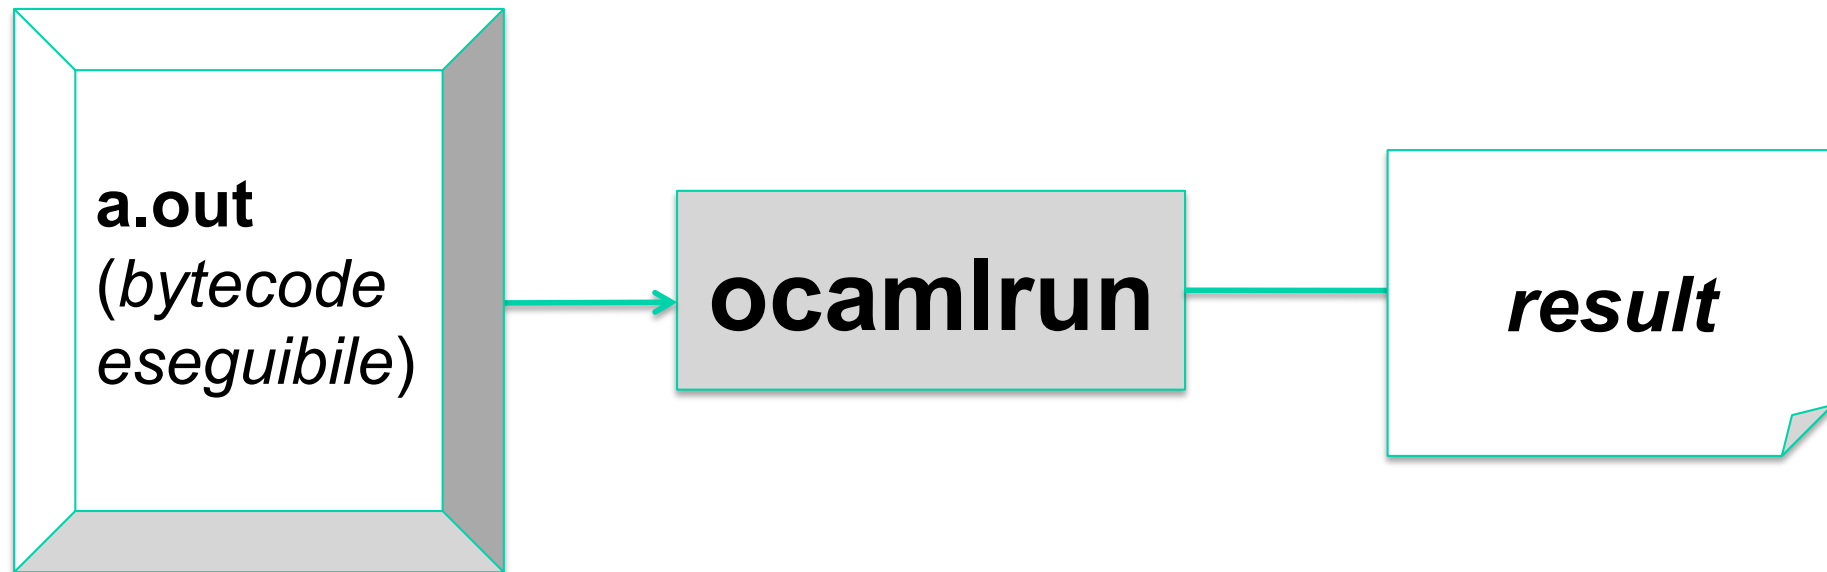 a.out
(bytecode
eseguibile)
ocamlrun
result